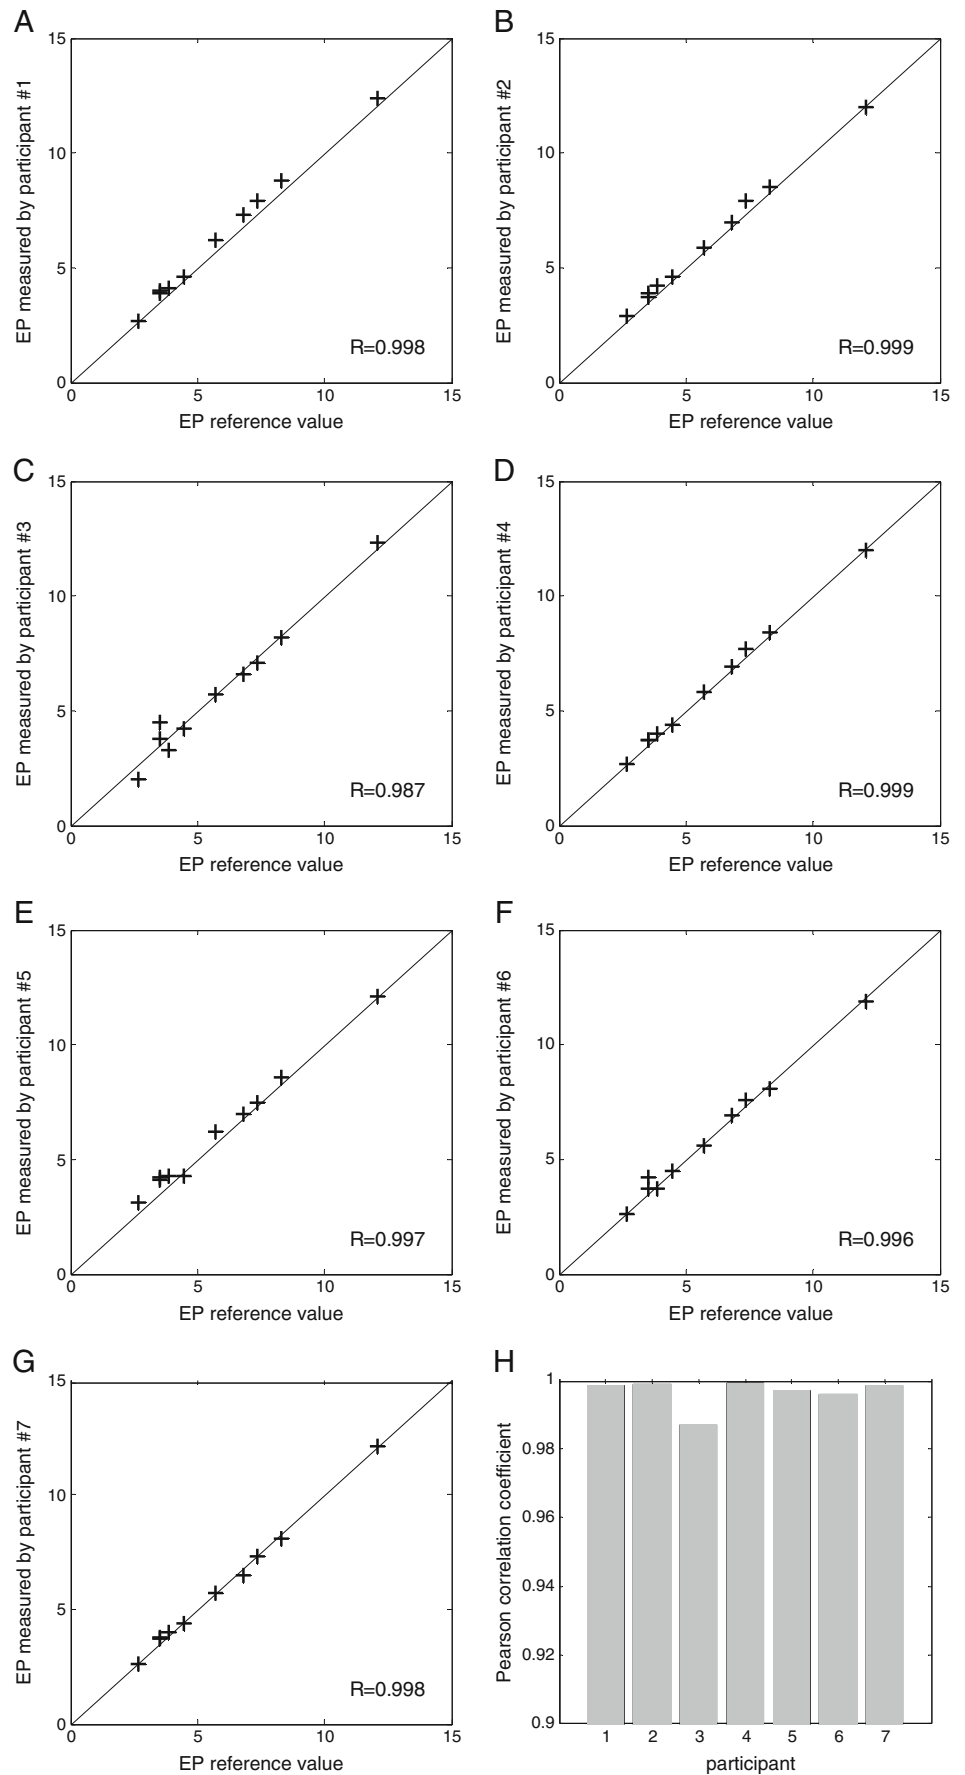 A
B
15
10
5
0
0 5 10 15
EP measured by participant #1
R=0.998
EP reference value
15
10
5
0
0 5 10 15
EP measured by participant #2
R=0.999
EP reference value
C
D
15
10
5
0
0 5 10 15
EP measured by participant #3
R=0.987
EP reference value
15
10
5
0
0 5 10 15
EP measured by participant #4
R=0.999
EP reference value
E
F
15
10
5
0
0 5 10 15
EP measured by participant #5
R=0.997
EP reference value
15
10
5
0
0 5 10 15
EP measured by participant #6
R=0.996
EP reference value
G
H
15
10
5
0
0 5 10 15
EP measured by participant #7
R=0.998
EP reference value
1
0.98
0.96
0.94
0.92
0.9
1 2 3 4 5 6 7
Pearson correlation coefficient
participant